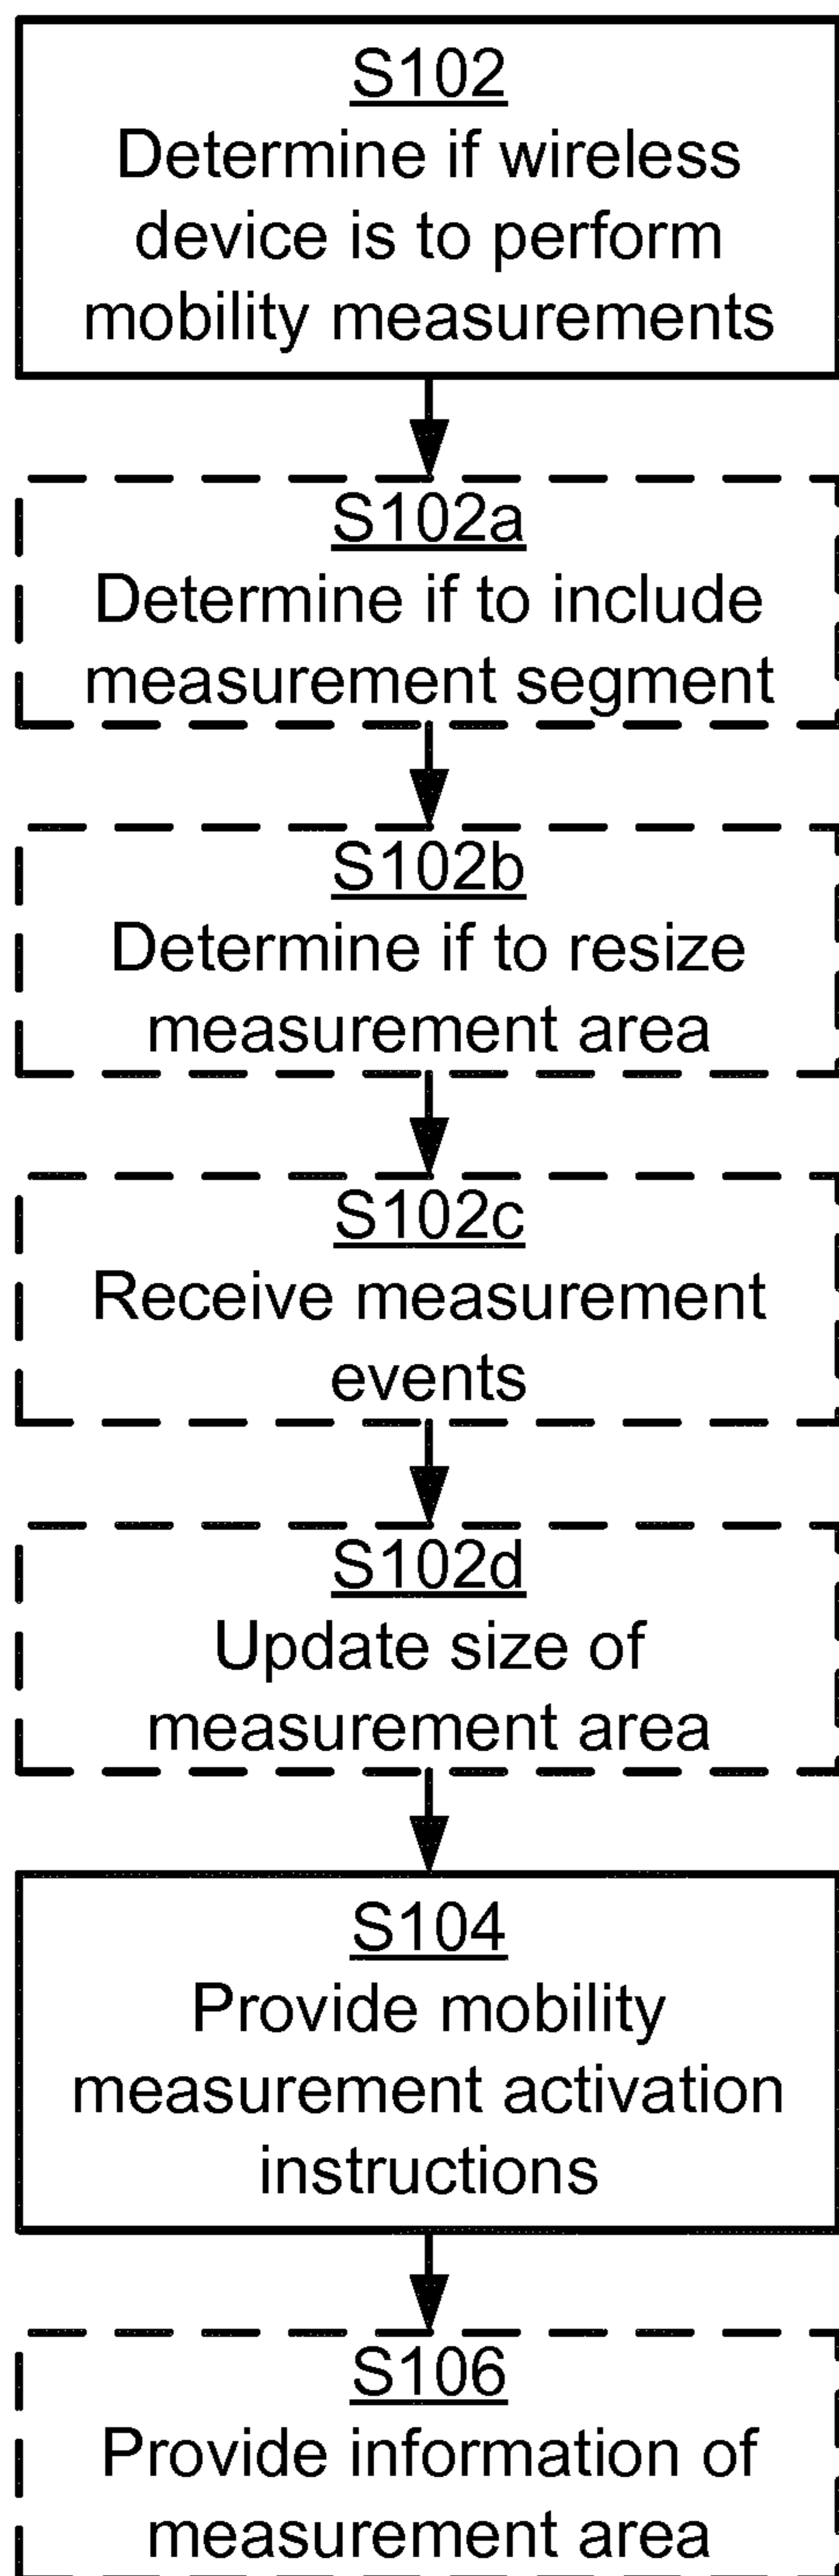 S102
Determine if wireless
device is to perform
mobility measurements
S102a
Determine if to include
measurement segment
S102b
Determine if to resize
measurement area
S102c
Receive measurement
events
S102d
Update size of
measurement area
S104
Provide mobility
measurement activation
instructions
S106
Provide information of
measurement area